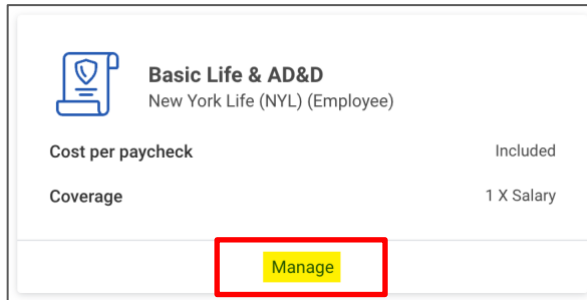 Basic Life & AD&D
New York Life (NYL) (Employee)
Cost per paycheck Included
Coverage 1 X Salary
Manage